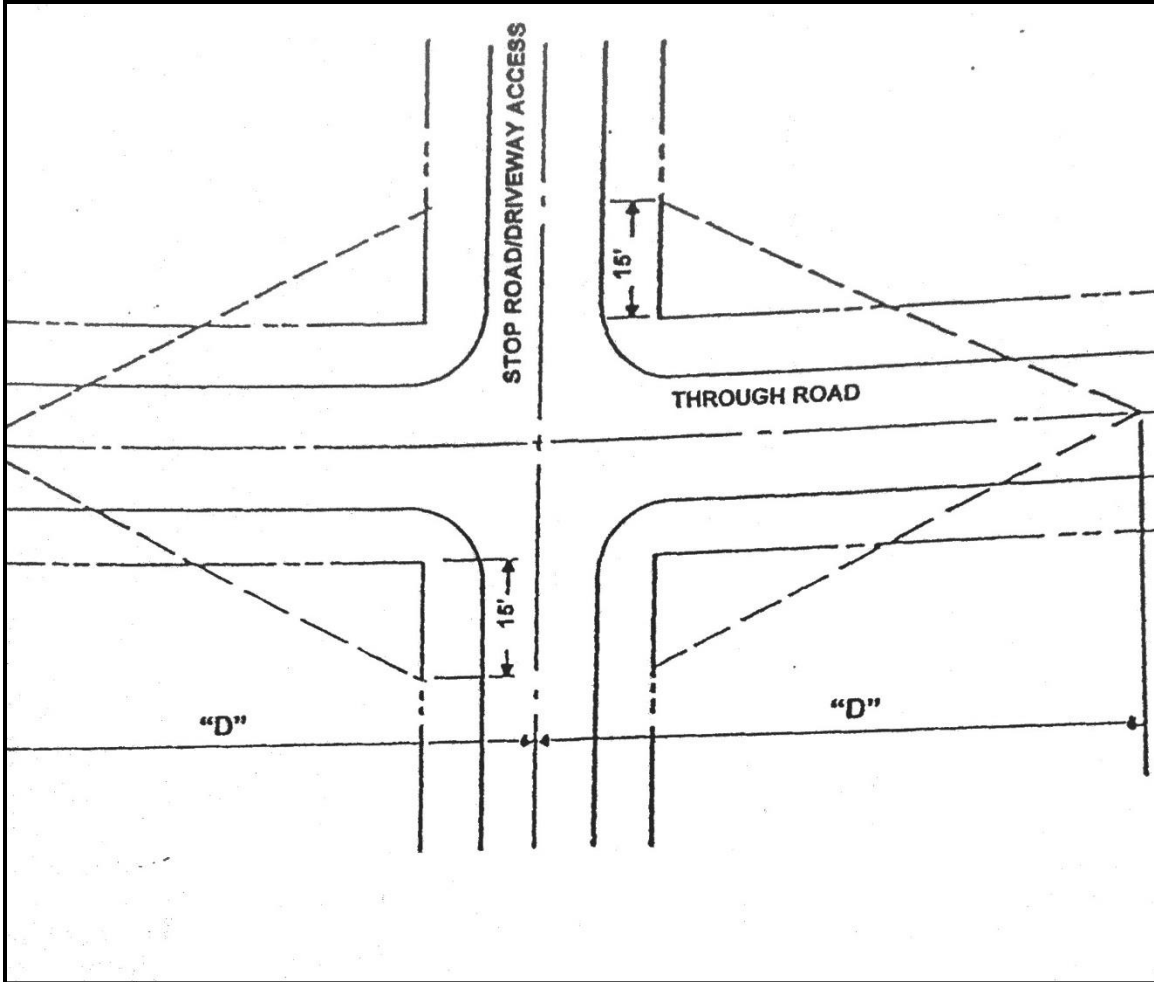 STOP ROAD/DRIVEWAY ACCESS
15'
THROUGH ROAD
15'
“D”
“D”